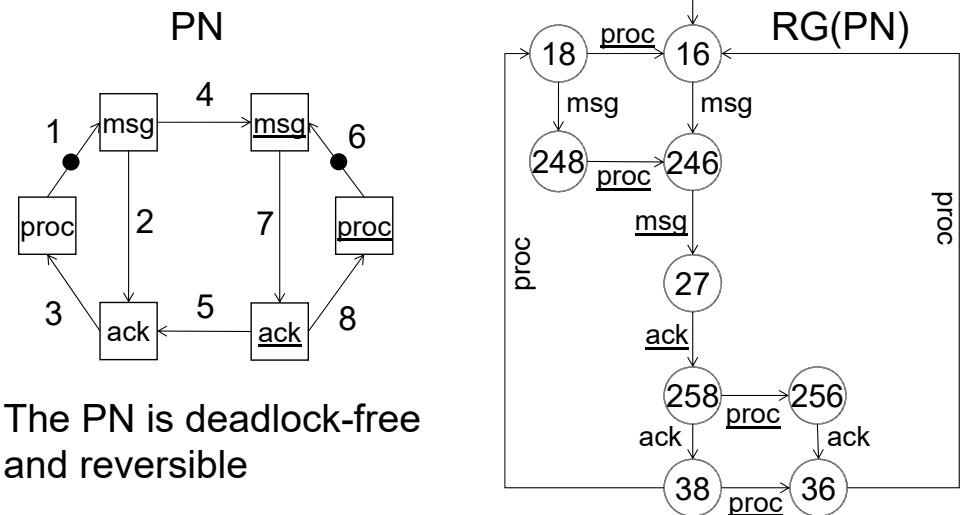 PN
4
msg
msg
1
6
proc
2
7
proc
3
ack
5
ack
8
The PN is deadlock-free
and reversible
RG(PN)
18
proc
16
msg
msg
248
proc
246
msg
27
ack
258
proc
256
ack
ack
38
proc
36
proc
proc